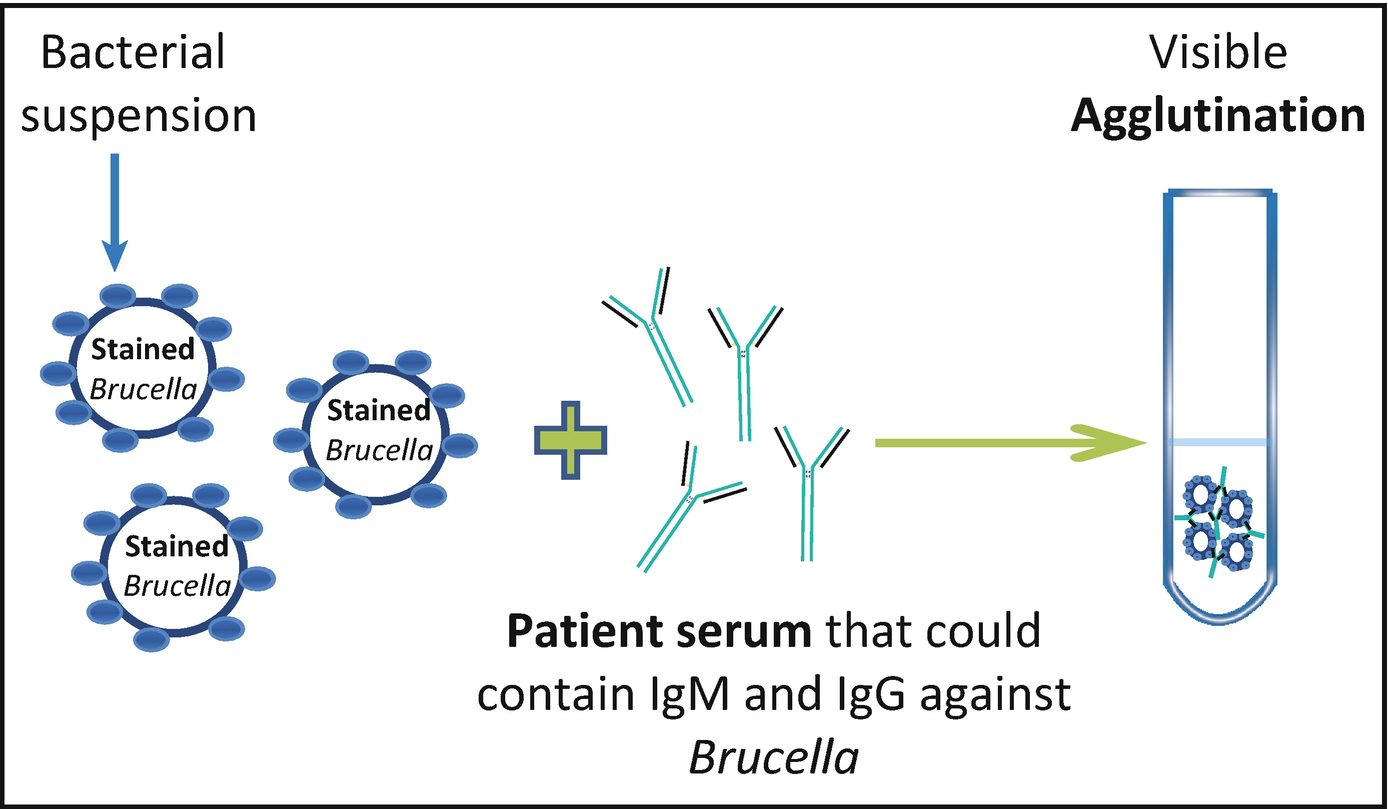 Bacterial
suspension
Visible
Agglutination
Stained
Brucella
Stained
Brucella
Stained
Brucella
Patient serum that could
contain IgM and IgG against
Brucella